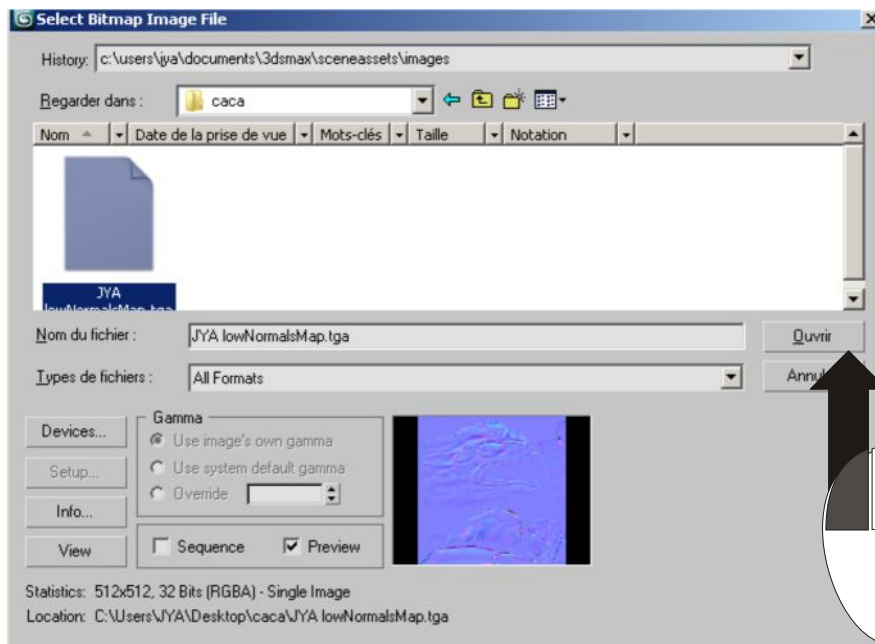 Select Bitmap Image File
History: c:\users\jya\documents\3dsmax\sceneassets\images
Regarder dans : caca
Nom Date de la prise de vue Mots-clés Taille Notation
JYA
lowNormalsMap.tga
Nom du fichier : JYA lowNormalsMap.tga Ouvrir
Types de fichiers : All Formats
Devices... Gamma
Use image's own gamma
Setup... Use system default gamma
Override
Info...
View Sequence Preview
Statistics: 512x512, 32 Bits (RGBA) - Single Image
Location: C:\Users\JYA\Desktop\caca\JYA lowNormalsMap.tga